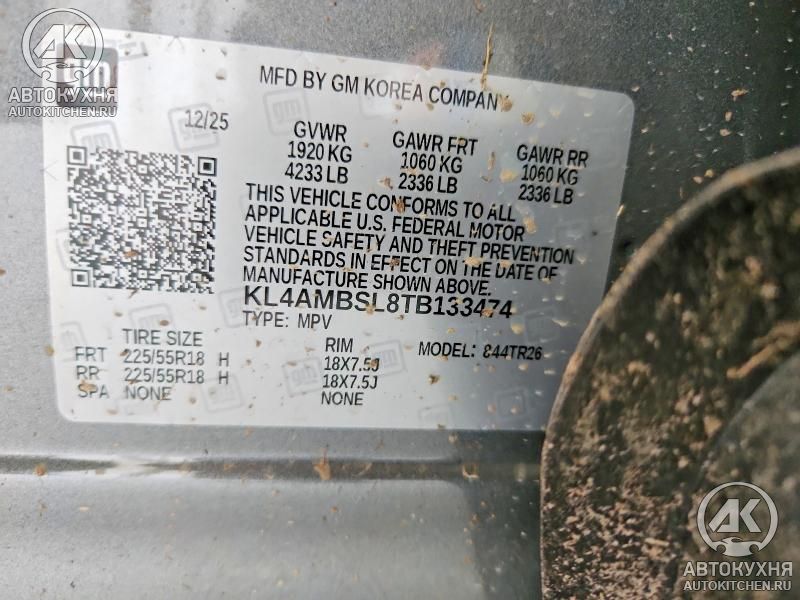 АВТОКУХНЯ
AUTOKITCHEN.RU
MFD BY GM KOREA COMPANY
12/25
GVWR
1920 KG
4233 LB
GAWR FRT
1060 KG
2336 LB
GAWR RR
1060 KG
2336 LB
THIS VEHICLE CONFORMS TO ALL
APPLICABLE U.S. FEDERAL MOTOR
VEHICLE SAFETY AND THEFT PREVENTION
STANDARDS IN EFFECT ON THE DATE OF
MANUFACTURE SHOWN ABOVE.
KL4AMBSL8TB133474
TYPE: MPV
MODEL: 844TR26
TIRE SIZE
RIM
FRT 225/55R18 H 18X7.5J
RR 225/55R18 H 18X7.5J
SPA NONE NONE
АК
АВТОКУХНЯ
AUTOKITCHEN.RU